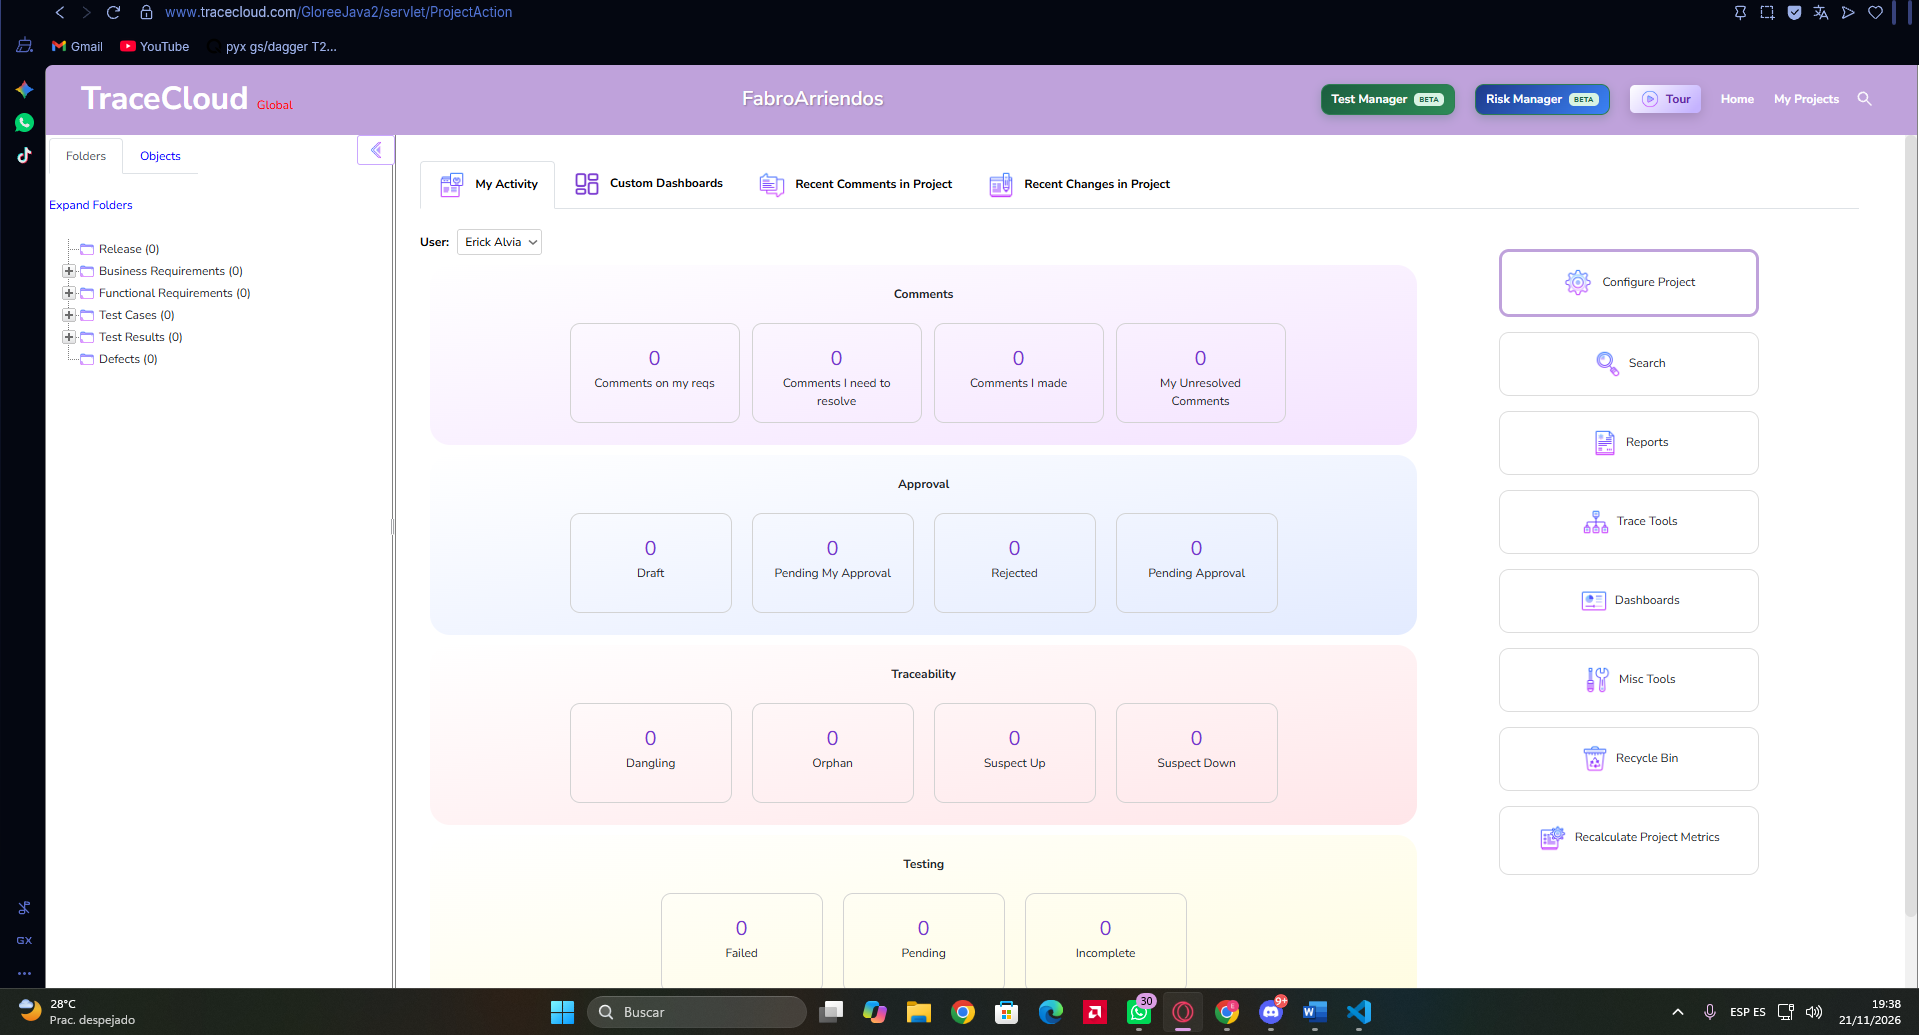 www.tracecloud.com/GloreeJava2/servlet/ProjectAction
Gmail
YouTube
pyx gs/dagger T2...
TraceCloud Global
FabroArriendos
Test Manager BETA
Risk Manager BETA
Tour
Home
My Projects
Folders
Objects
Expand Folders
Release (0)
Business Requirements (0)
Functional Requirements (0)
Test Cases (0)
Test Results (0)
Defects (0)
My Activity
Custom Dashboards
Recent Comments in Project
Recent Changes in Project
User: Erick Alvia
Comments
0
Comments on my reqs
0
Comments I need to
resolve
0
Comments I made
0
My Unresolved
Comments
Approval
0
Draft
0
Pending My Approval
0
Rejected
0
Pending Approval
Traceability
0
Dangling
0
Orphan
0
Suspect Up
0
Suspect Down
Testing
0
Failed
0
Pending
0
Incomplete
Configure Project
Search
Reports
Trace Tools
Dashboards
Misc Tools
Recycle Bin
Recalculate Project Metrics
GX
28°C
Prac. despejado
Buscar
30
9+
ESP ES
19:38
21/11/2026